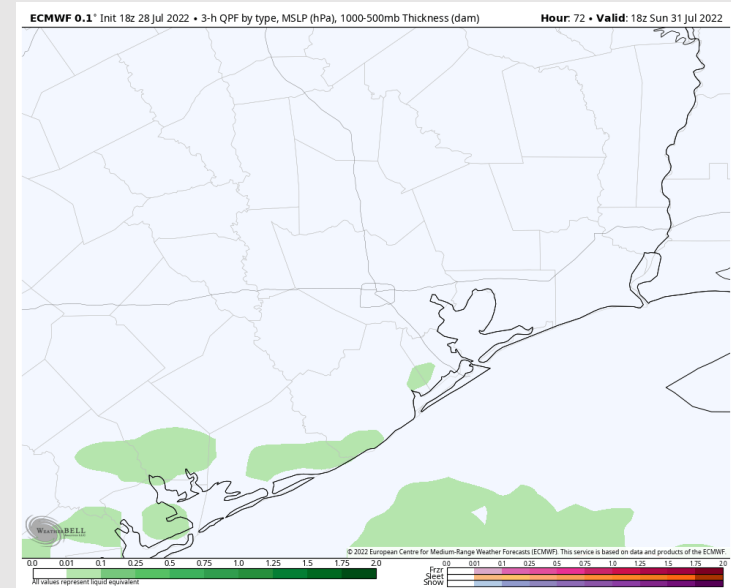 ECMWF 0.1° Init 18z 28 Jul 2022 • 3-h QPF by type, MSLP (hPa), 1000-500mb Thickness (dam)
Hour: 72 • Valid: 18z Sun 31 Jul 2022
WeatherBELL
© 2022 European Centre for Medium-Range Weather Forecasts (ECMWF). This service is based on data and products of the ECMWF.
0.0 0.01 0.1 0.25 0.5 0.75 1.0 1.25 1.5 1.75 2.0
All values represent liquid equivalent
0.0 0.01 0.1 0.25 0.5 0.75 1.0 1.25 1.5 1.75 2.0
Frzr
Sleet
Snow